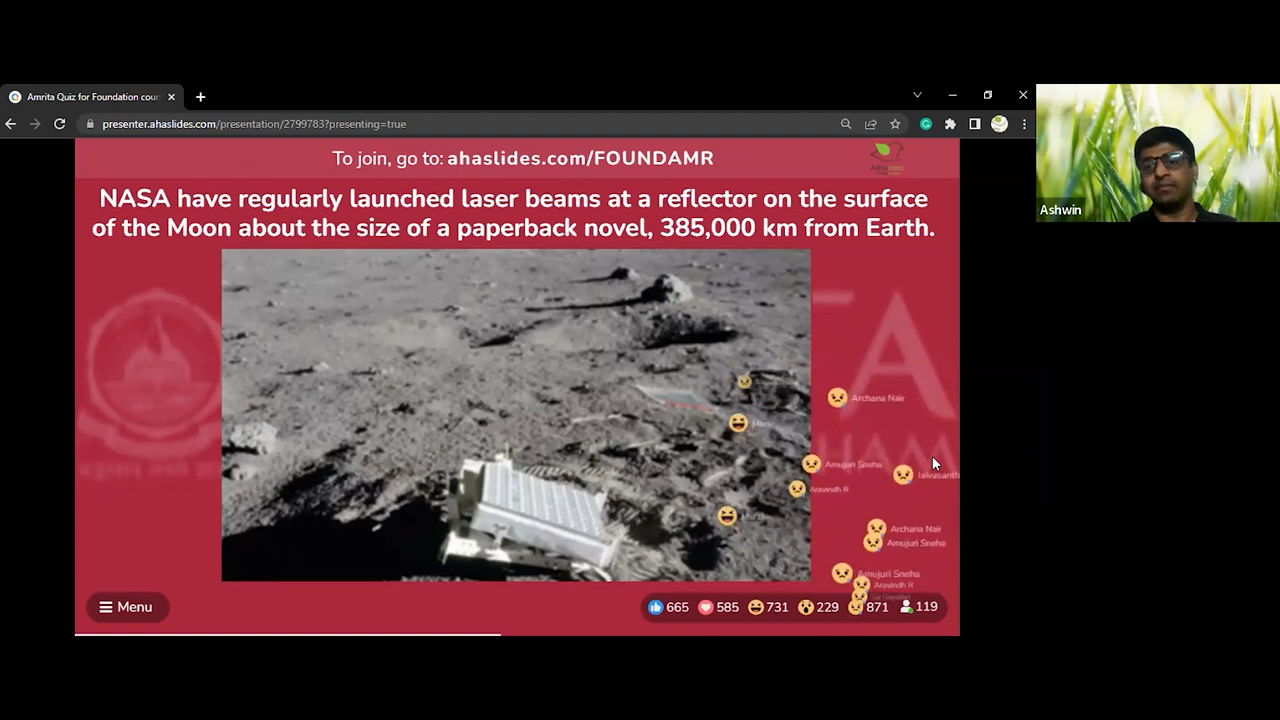 Amrita Quiz for Foundation cour
presenter.ahaslides.com/presentation/2799783?presenting=true
To join, go to: ahaslides.com/FOUNDAMR
NASA have regularly launched laser beams at a reflector on the surface
of the Moon about the size of a paperback novel, 385,000 km from Earth.
Ashwin
TA
HAM
Archana Nair
Amujuri Sneha
Aravindh R
Archana Nair
Amujuri Sneha
Amujuri Sneha
Aravindh R
Menu
665 585 731 229 871 119